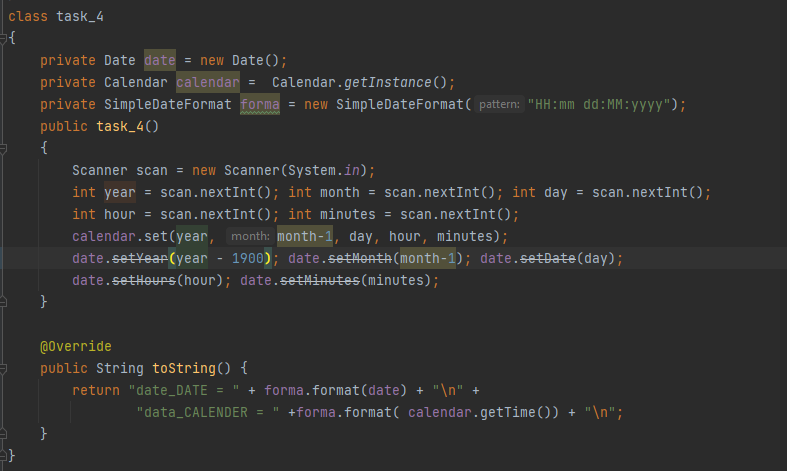 class task_4
{
    private Date date = new Date();
    private Calendar calendar =  Calendar.getInstance();
    private SimpleDateFormat forma = new SimpleDateFormat( pattern: "HH:mm dd:MM:yyyy");
    public task_4()
    {
        Scanner scan = new Scanner(System.in);
        int year = scan.nextInt(); int month = scan.nextInt(); int day = scan.nextInt();
        int hour = scan.nextInt(); int minutes = scan.nextInt();
        calendar.set(year, month: month-1, day, hour, minutes);
        date.setYear(year - 1900); date.setMonth(month-1); date.setDate(day);
        date.setHours(hour); date.setMinutes(minutes);
    }

    @Override
    public String toString() {
        return "date_DATE = " + forma.format(date) + "\n" +
                "data_CALENDER = " +forma.format( calendar.getTime()) + "\n";
    }
}